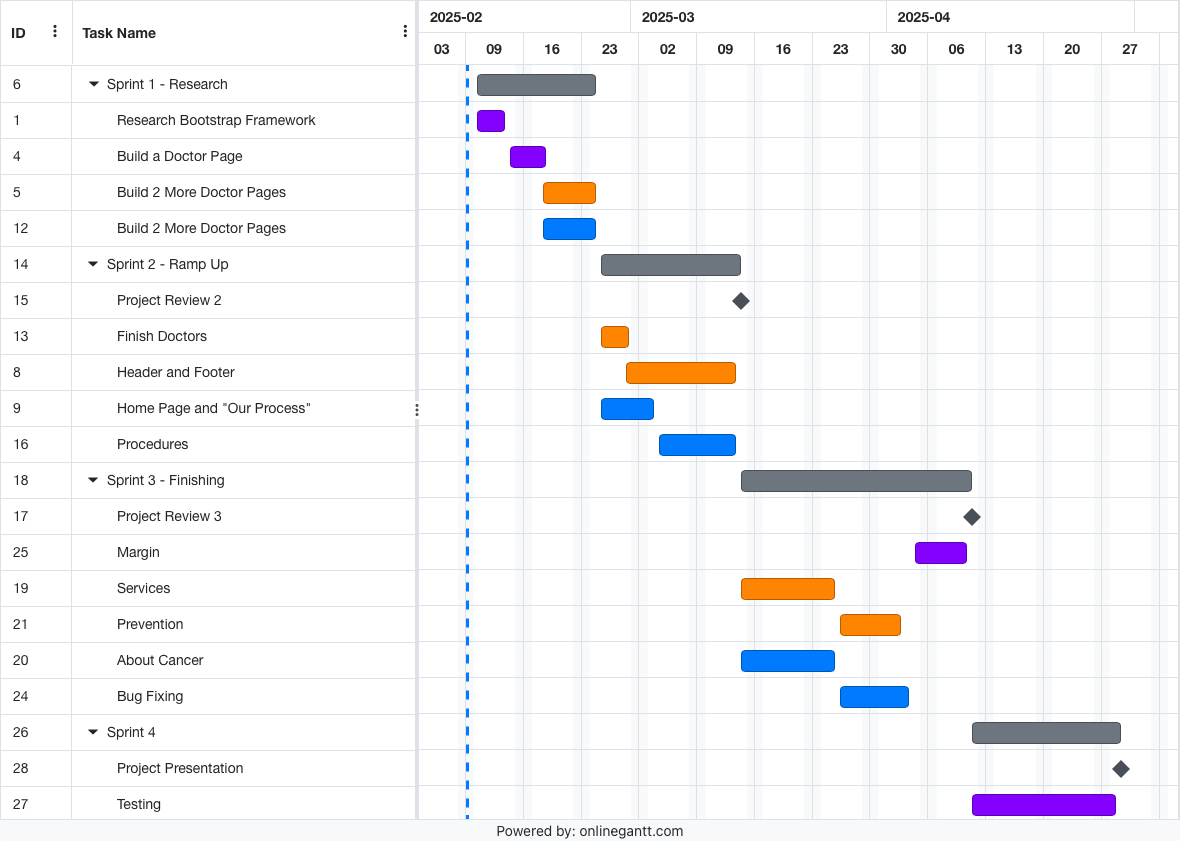 ID Task Name 2025-02 2025-03 2025-04
03 09 16 23 02 09 16 23 30 06 13 20 27
6 Sprint 1 - Research
1 Research Bootstrap Framework
4 Build a Doctor Page
5 Build 2 More Doctor Pages
12 Build 2 More Doctor Pages
14 Sprint 2 - Ramp Up
15 Project Review 2
13 Finish Doctors
8 Header and Footer
9 Home Page and "Our Process"
16 Procedures
18 Sprint 3 - Finishing
17 Project Review 3
25 Margin
19 Services
21 Prevention
20 About Cancer
24 Bug Fixing
26 Sprint 4
28 Project Presentation
27 Testing
Powered by: onlinegantt.com